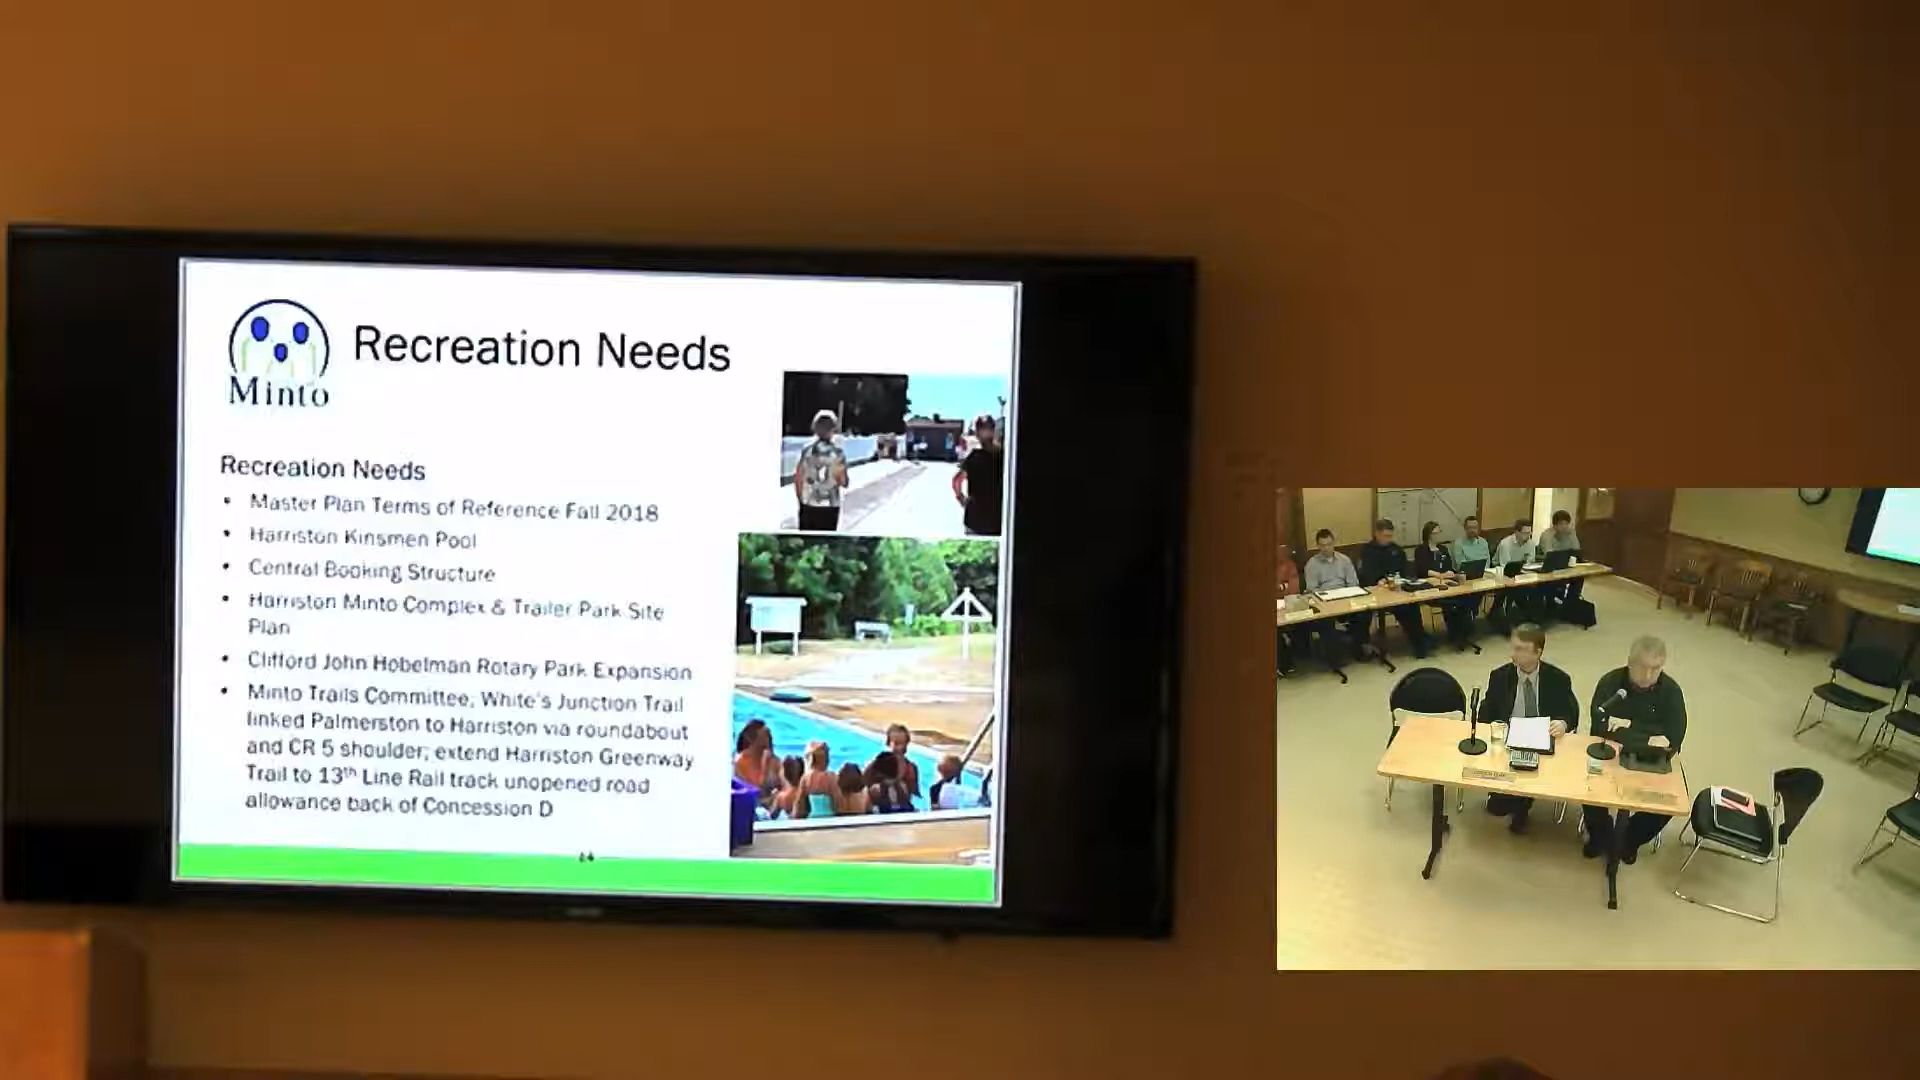 Recreation Needs
Minto
Recreation Needs
• Master Plan Terms of Reference Fall 2018
• Harriston Kinsmen Pool
• Central Booking Structure
• Harriston Minto Complex & Trailer Park Site
Plan
• Clifford John Hobelman Rotary Park Expansion
• Minto Trails Committee; White's Junction Trail
linked Palmerston to Harriston via roundabout
and CR 5 shoulder; extend Harriston Greenway
Trail to 13th Line Rail track unopened road
allowance back of Concession D